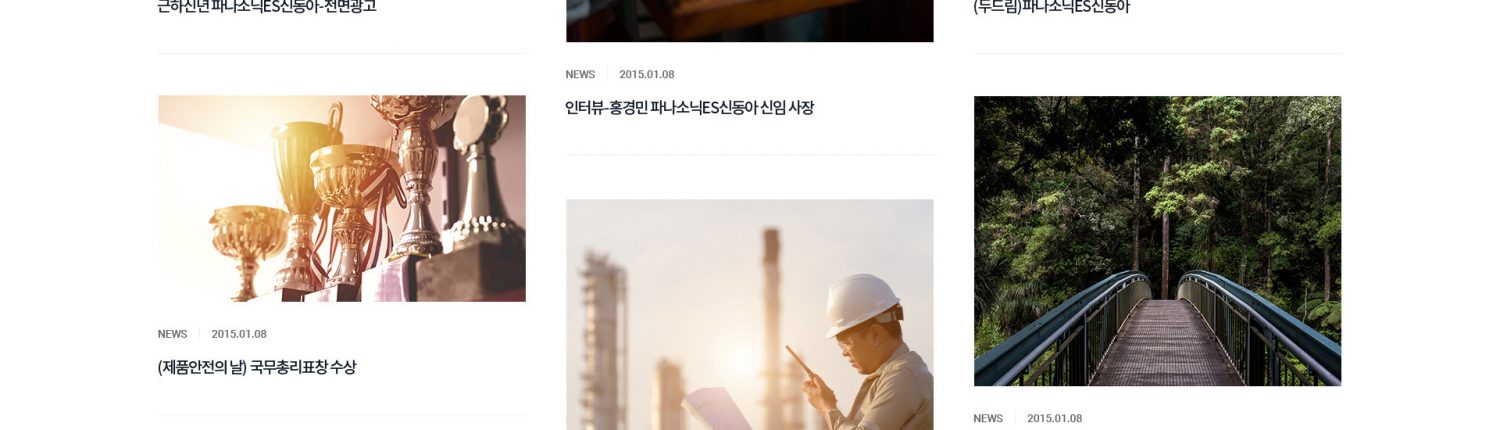 근하신년 파나소닉ES신동아-전면광고
(두드림)파나소닉ES신동아
NEWS 2015.01.08
인터뷰-홍경민 파나소닉ES신동아 신임 사장
NEWS 2015.01.08
(제품안전의 날) 국무총리표창 수상
NEWS 2015.01.08